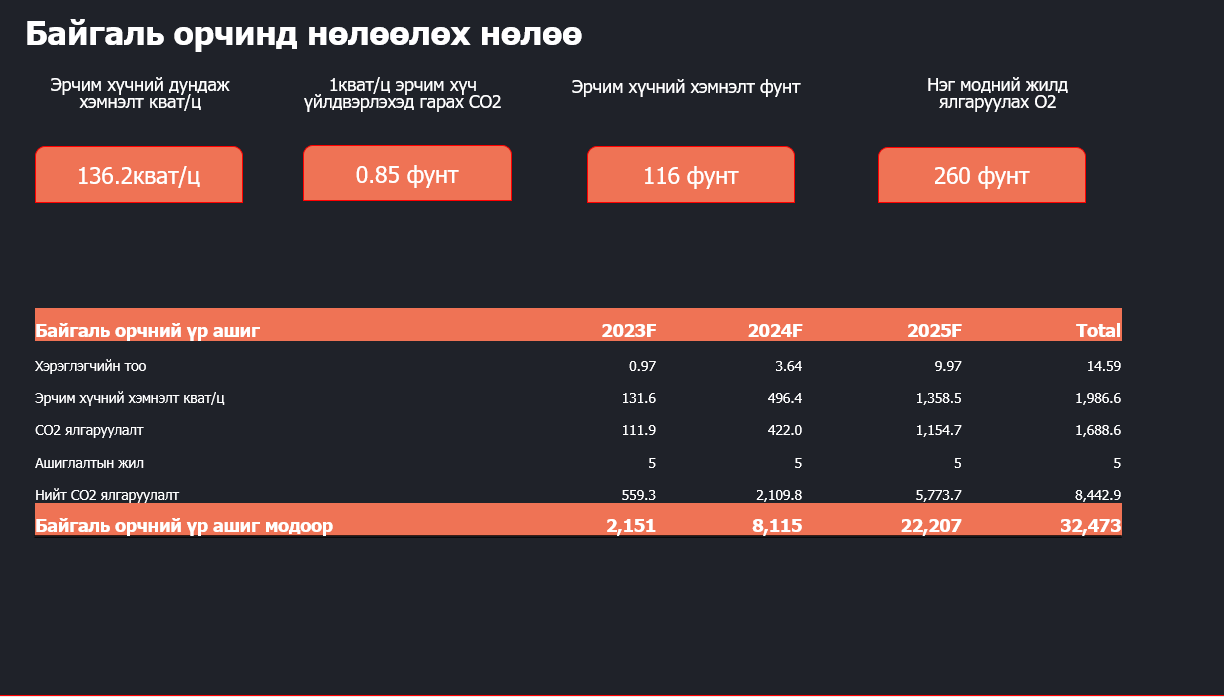 Байгаль орчинд нөлөөлөх нөлөө
Эрчим хүчний дундаж
хэмнэлт кват/ц
1кват/ц эрчим хүч
үйлдвэрлэхэд гарах CO2
Эрчим хүчний хэмнэлт фунт
Нэг модний жилд
ялгаруулах O2
136.2кват/ц
0.85 фунт
116 фунт
260 фунт
Байгаль орчний үр ашиг 2023F 2024F 2025F Total
Хэрэглэгчийн тоо 0.97 3.64 9.97 14.59
Эрчим хүчний хэмнэлт кват/ц 131.6 496.4 1,358.5 1,986.6
CO2 ялгаруулалт 111.9 422.0 1,154.7 1,688.6
Ашиглалтын жил 5 5 5 5
Нийт CO2 ялгаруулалт 559.3 2,109.8 5,773.7 8,442.9
Байгаль орчний үр ашиг модоор 2,151 8,115 22,207 32,473